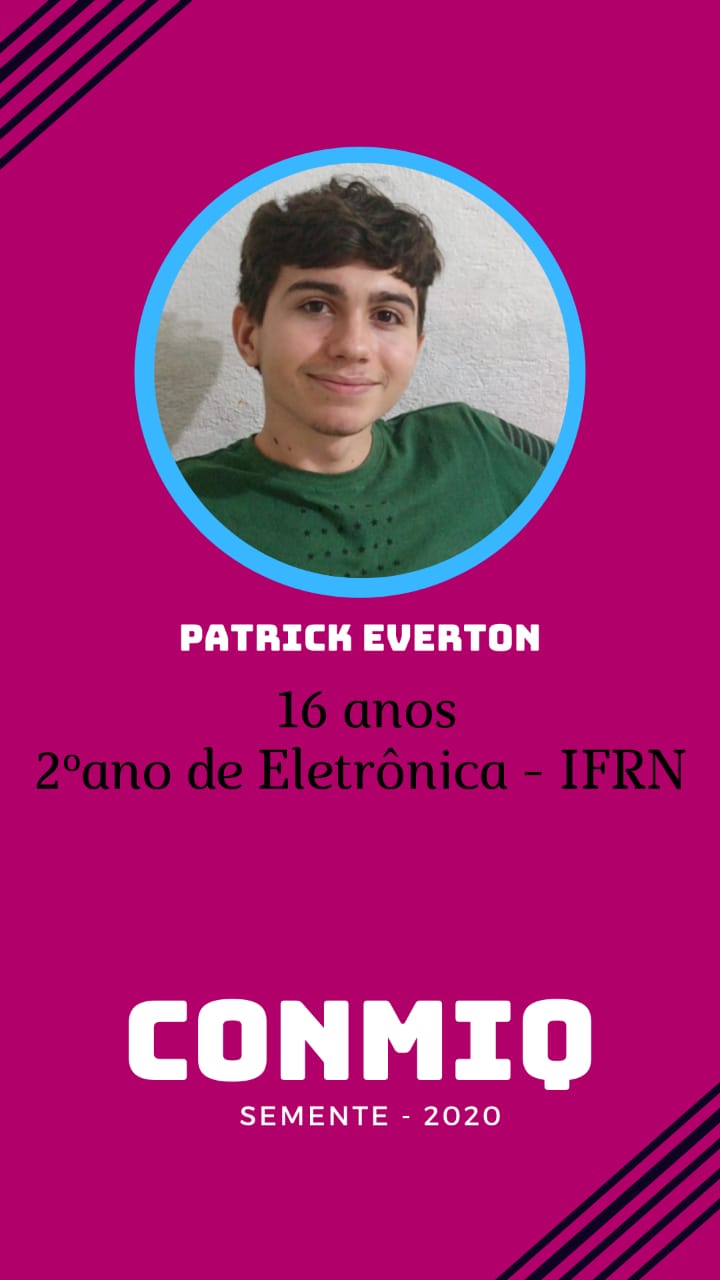 PATRICK EVERTON
16 anos
2ºano de Eletrônica - IFRN
CONMIQ
SEMENTE - 2020